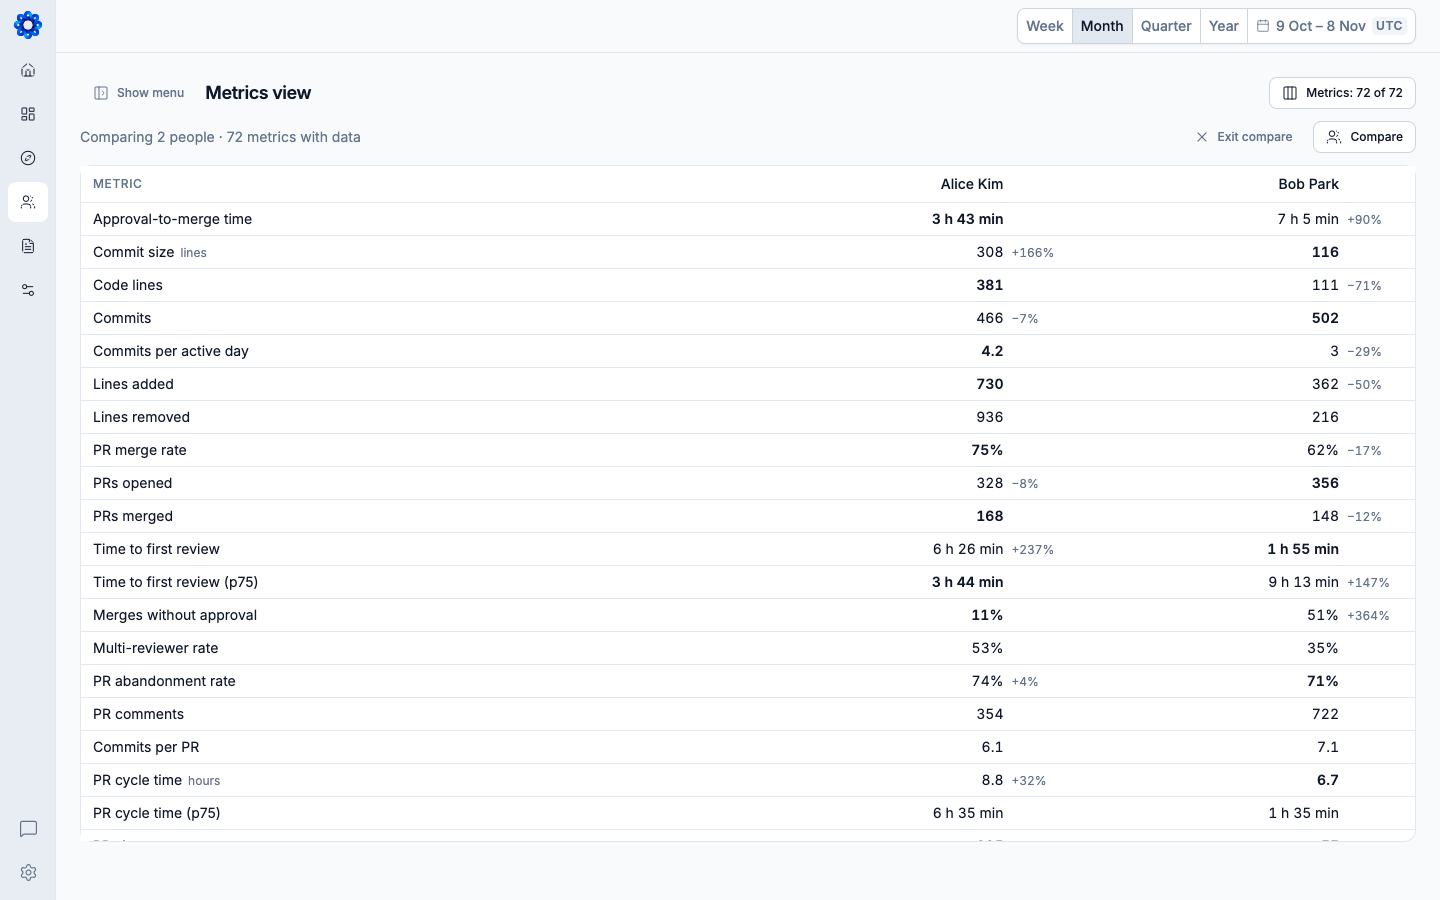 Week Month Quarter Year 9 Oct – 8 Nov UTC
Show menu Metrics view Metrics: 72 of 72
Comparing 2 people · 72 metrics with data Exit compare Compare
METRIC Alice Kim Bob Park
Approval-to-merge time 3 h 43 min 7 h 5 min +90%
Commit size lines 308 +166% 116
Code lines 381 111 −71%
Commits 466 −7% 502
Commits per active day 4.2 3 −29%
Lines added 730 362 −50%
Lines removed 936 216
PR merge rate 75% 62% −17%
PRs opened 328 −8% 356
PRs merged 168 148 −12%
Time to first review 6 h 26 min +237% 1 h 55 min
Time to first review (p75) 3 h 44 min 9 h 13 min +147%
Merges without approval 11% 51% +364%
Multi-reviewer rate 53% 35%
PR abandonment rate 74% +4% 71%
PR comments 354 722
Commits per PR 6.1 7.1
PR cycle time hours 8.8 +32% 6.7
PR cycle time (p75) 6 h 35 min 1 h 35 min